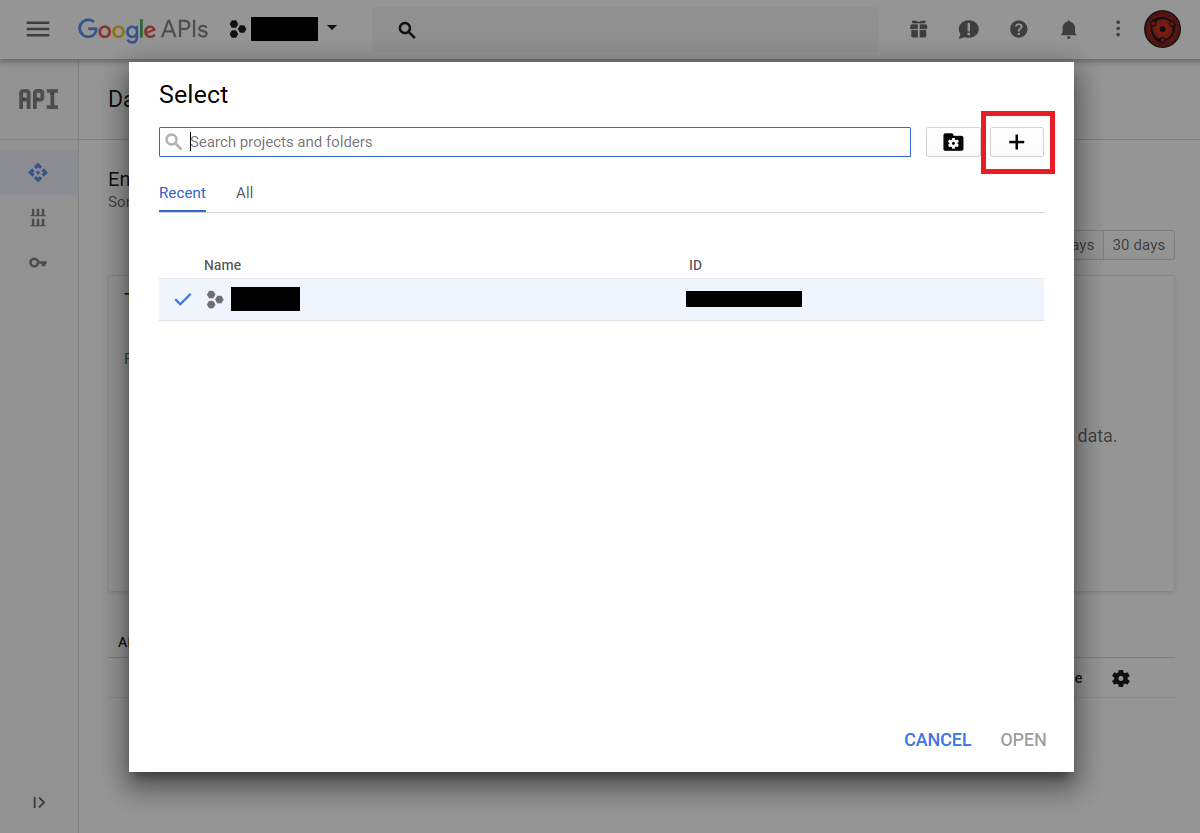 Google APIs
API
Da
Select
Search projects and folders
Recent
All
En
Sor
ays
30 days
Name
ID
data.
e
CANCEL
OPEN